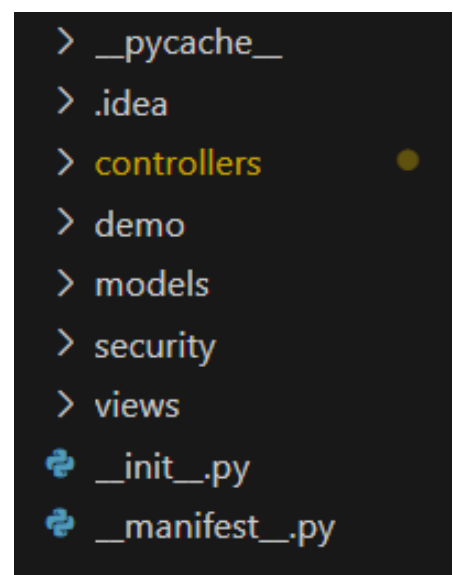 __pycache__
.idea
controllers
demo
models
security
views
__init__.py
__manifest__.py